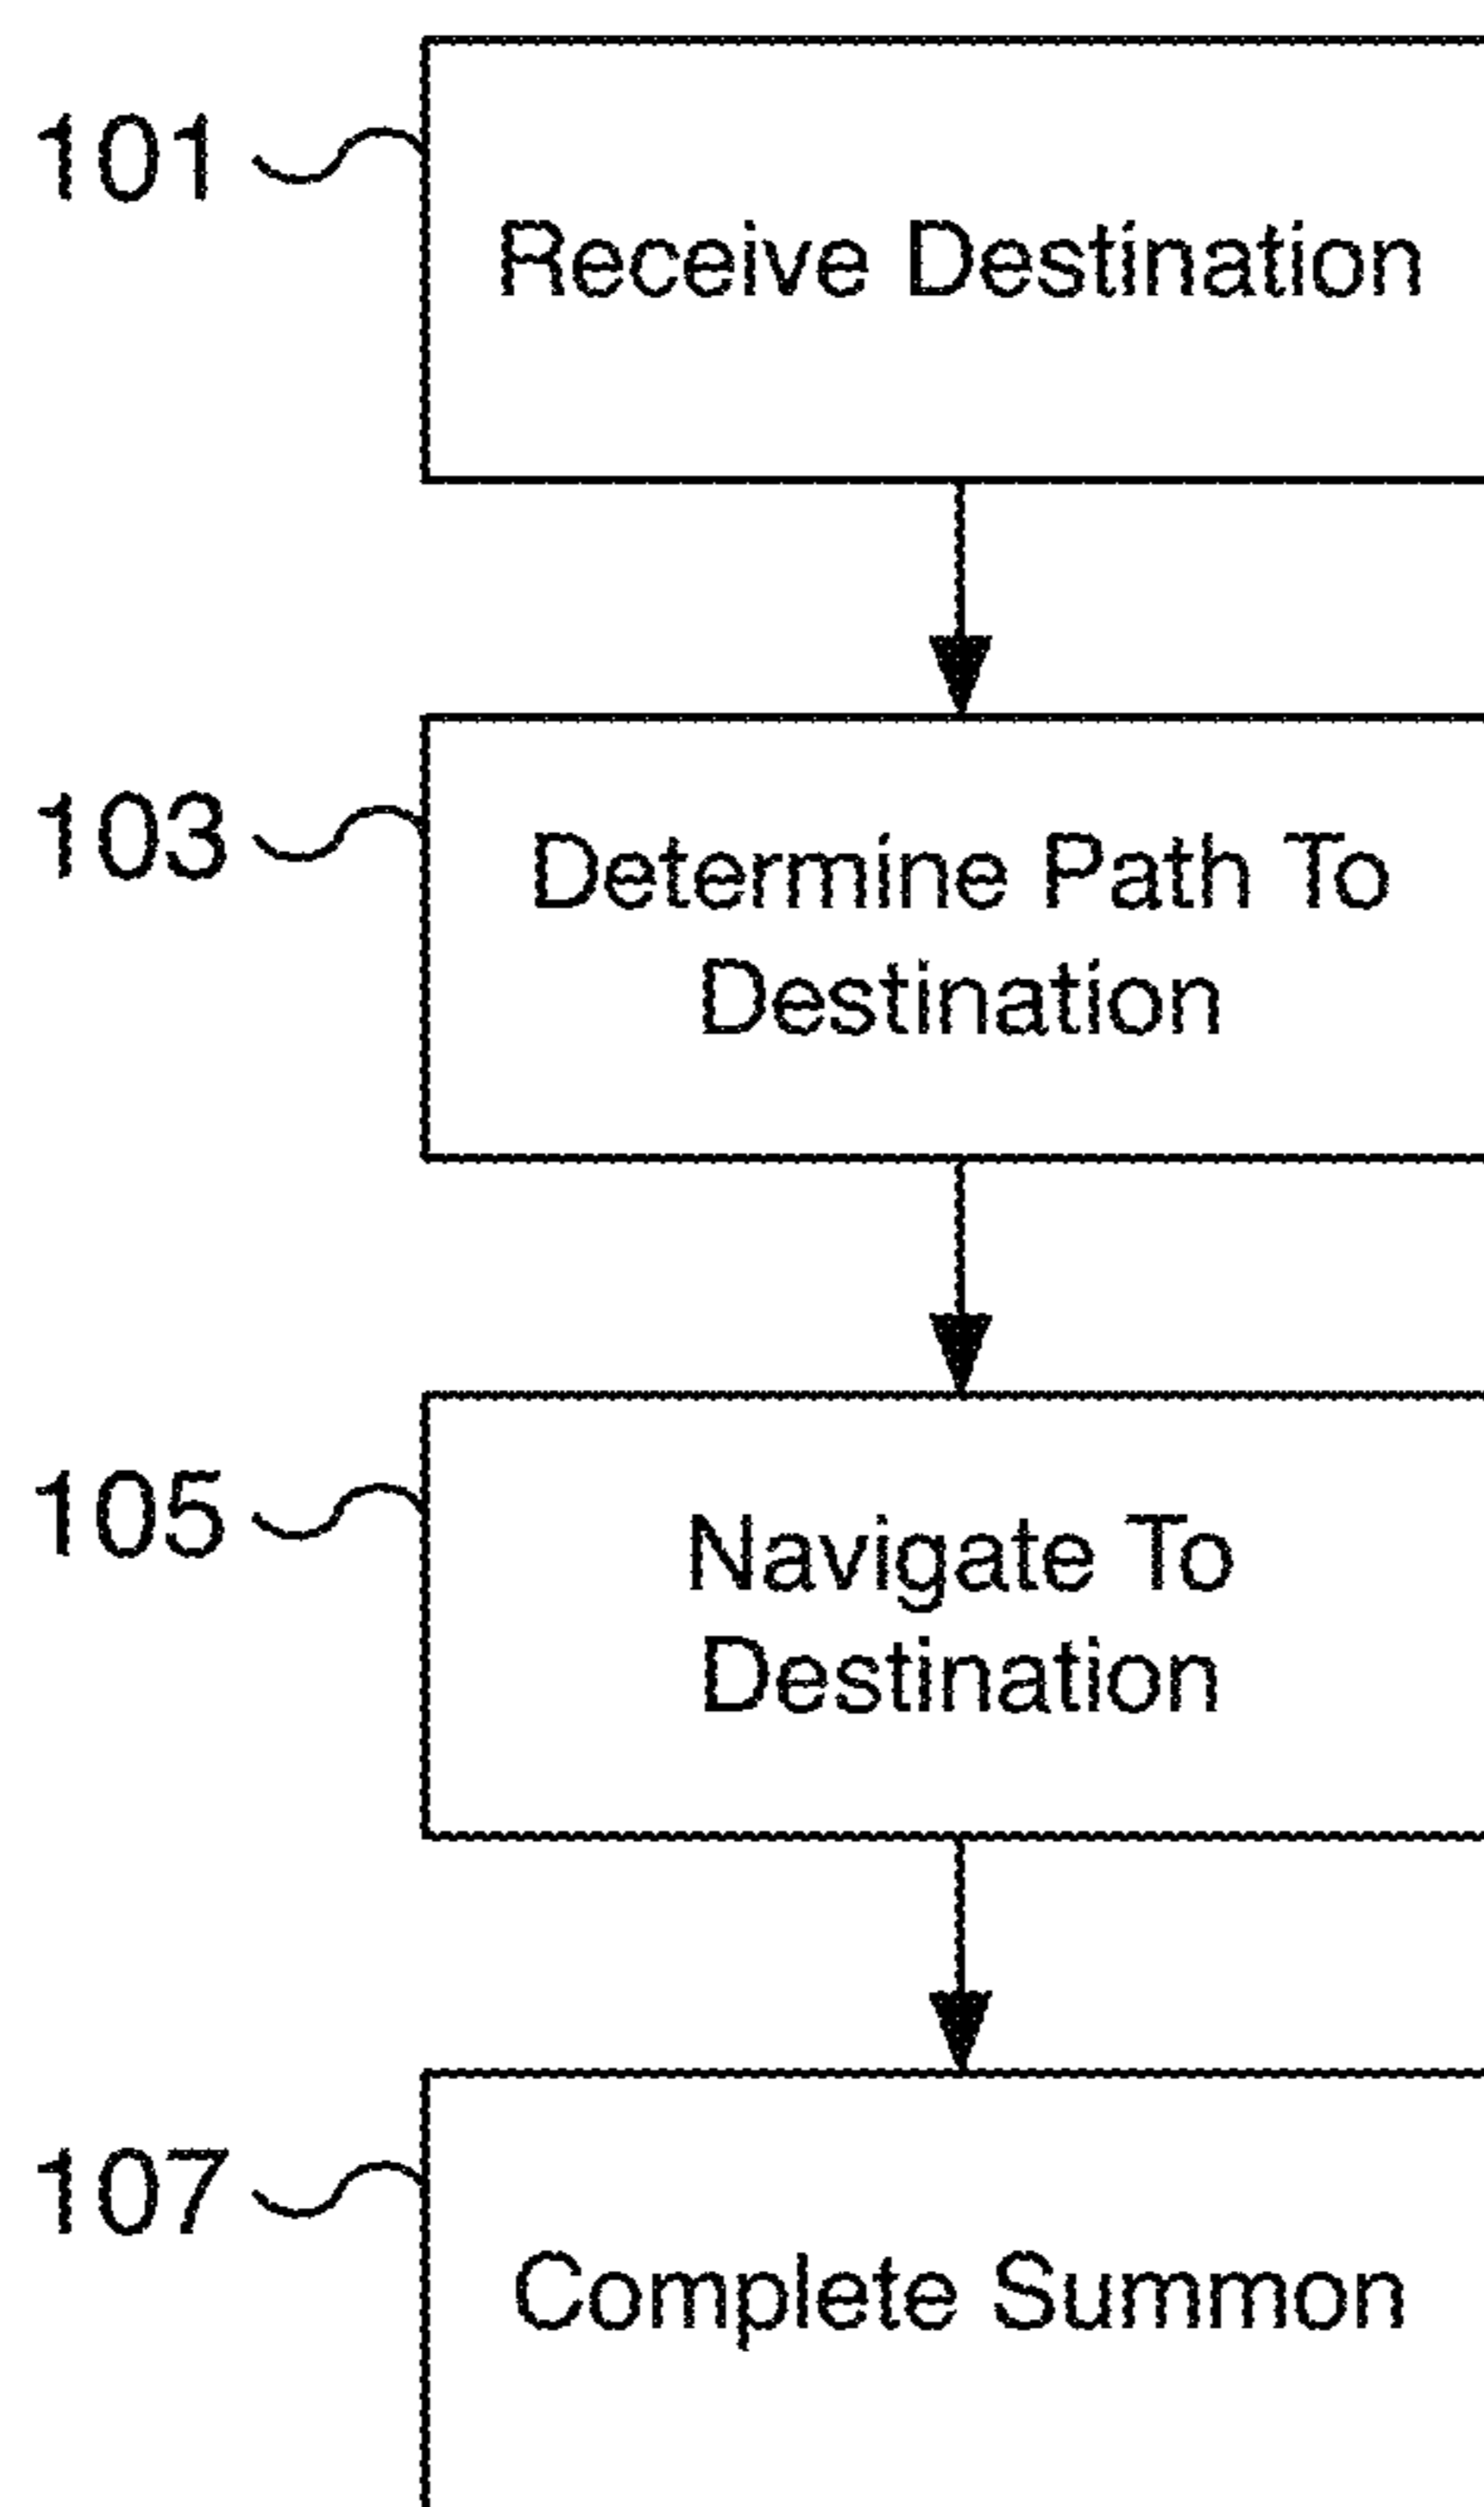 101
Receive Destination
103
Determine Path To
Destination
105
Navigate To
Destination
107
Complete Summon